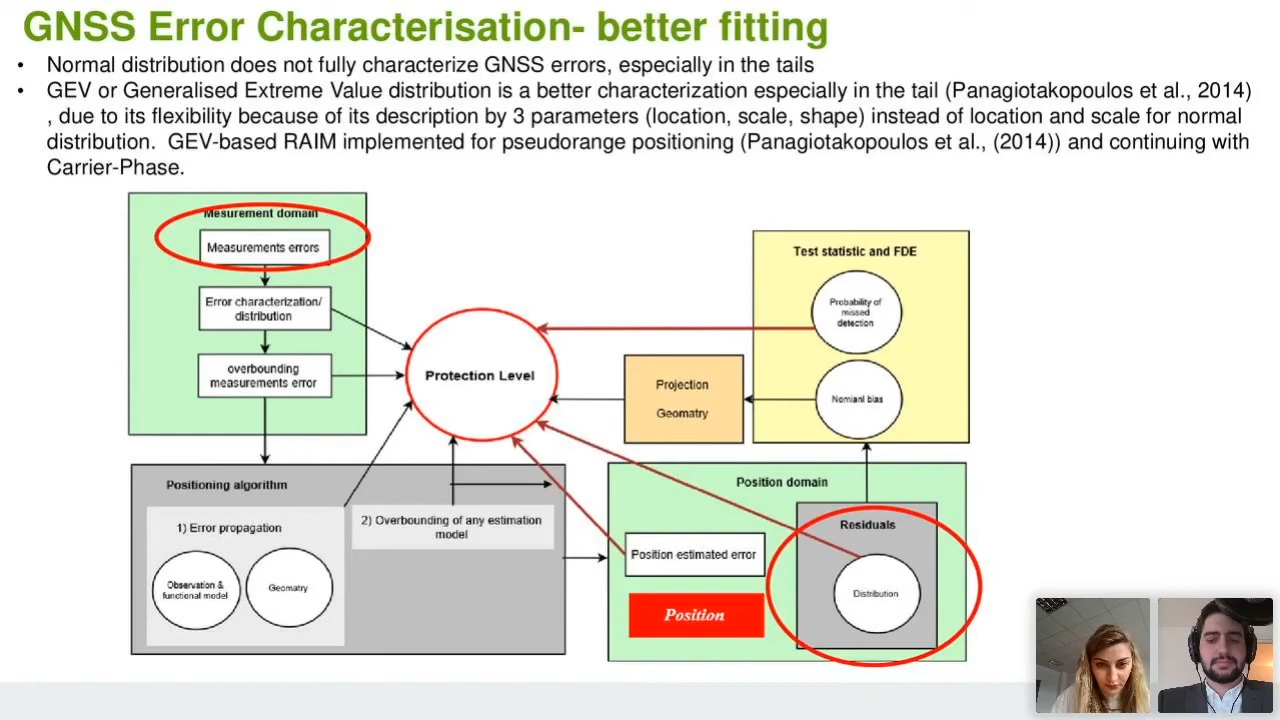 GNSS Error Characterisation- better fitting
• Normal distribution does not fully characterize GNSS errors, especially in the tails
• GEV or Generalised Extreme Value distribution is a better characterization especially in the tail (Panagiotakopoulos et al., 2014)
, due to its flexibility because of its description by 3 parameters (location, scale, shape) instead of location and scale for normal
distribution. GEV-based RAIM implemented for pseudorange positioning (Panagiotakopoulos et al., (2014)) and continuing with
Carrier-Phase.
Mesurement domain
Measurements errors
Error characterization/
distribution
overbounding
measurements error
Protection Level
Projection
Geometry
Test statistic and FDE
Probability of
missed
detection
Nomianl bias
Positioning algorithm
1) Error propagation
Observation &
functional model
Geometry
2) Overbounding of any estimation
model
Position domain
Position estimated error
Position
Residuals
Distribution